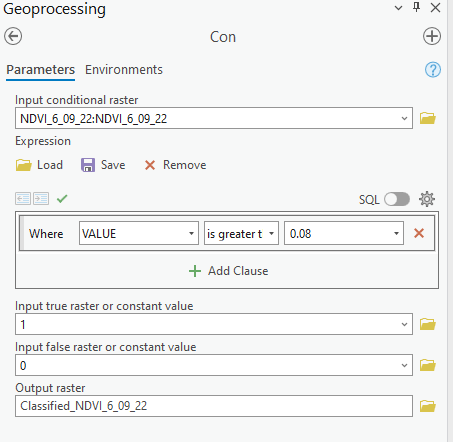 Geoprocessing
Con
Parameters Environments
Input conditional raster
NDVI_6_09_22:NDVI_6_09_22
Expression
Load Save Remove
SQL
Where VALUE is greater t 0.08
Add Clause
Input true raster or constant value
1
Input false raster or constant value
0
Output raster
Classified_NDVI_6_09_22